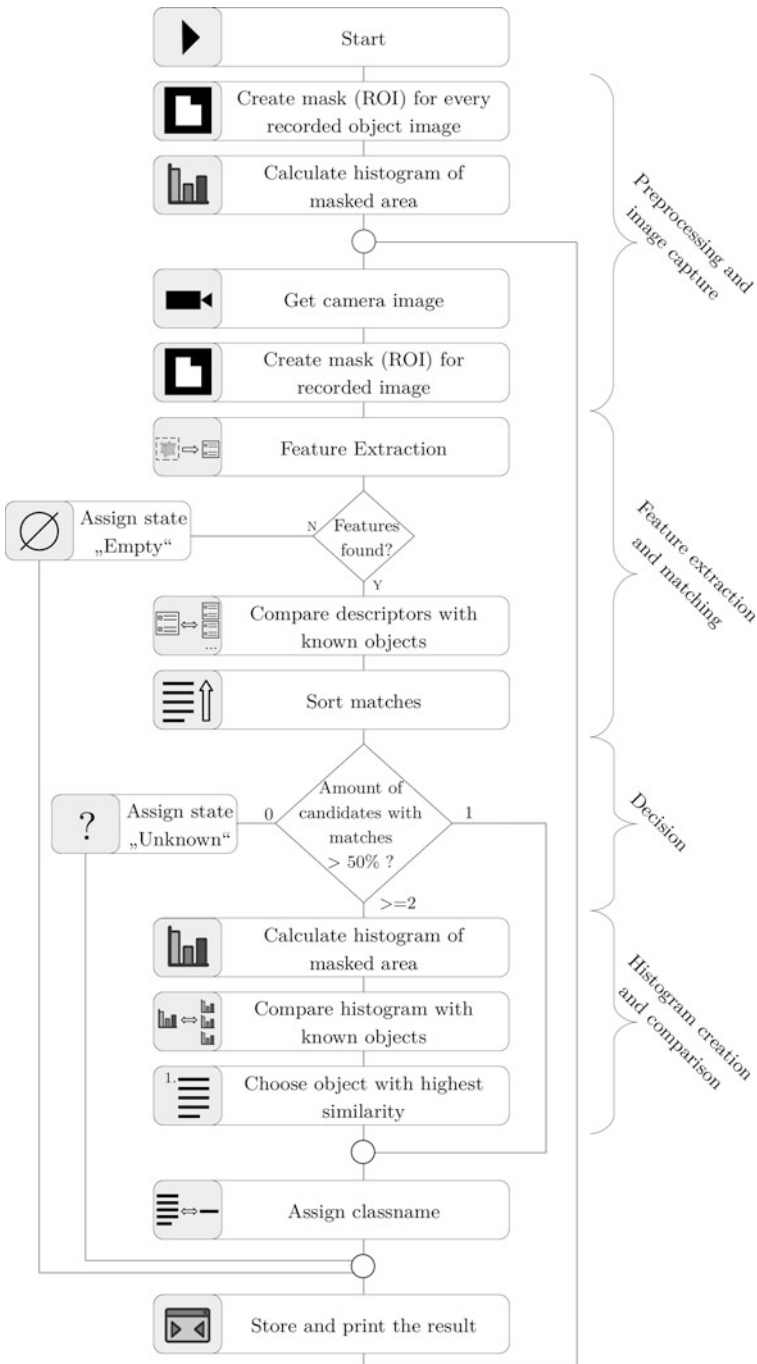 Start
Create mask (ROI) for every
recorded object image
Calculate histogram of
masked area
Preprocessing and
image capture
Get camera image
Create mask (ROI) for
recorded image
Feature Extraction
Features
found?
N
Y
Assign state
„Empty“
Feature extraction
and matching
Compare descriptors with
known objects
...
Sort matches
Amount of
candidates with
matches
> 50% ?
0
1
>=2
?
Assign state
„Unknown“
Decision
Calculate histogram of
masked area
Compare histogram with
known objects
1.
Choose object with highest
similarity
Histogram creation
and comparison
Assign classname
Store and print the result